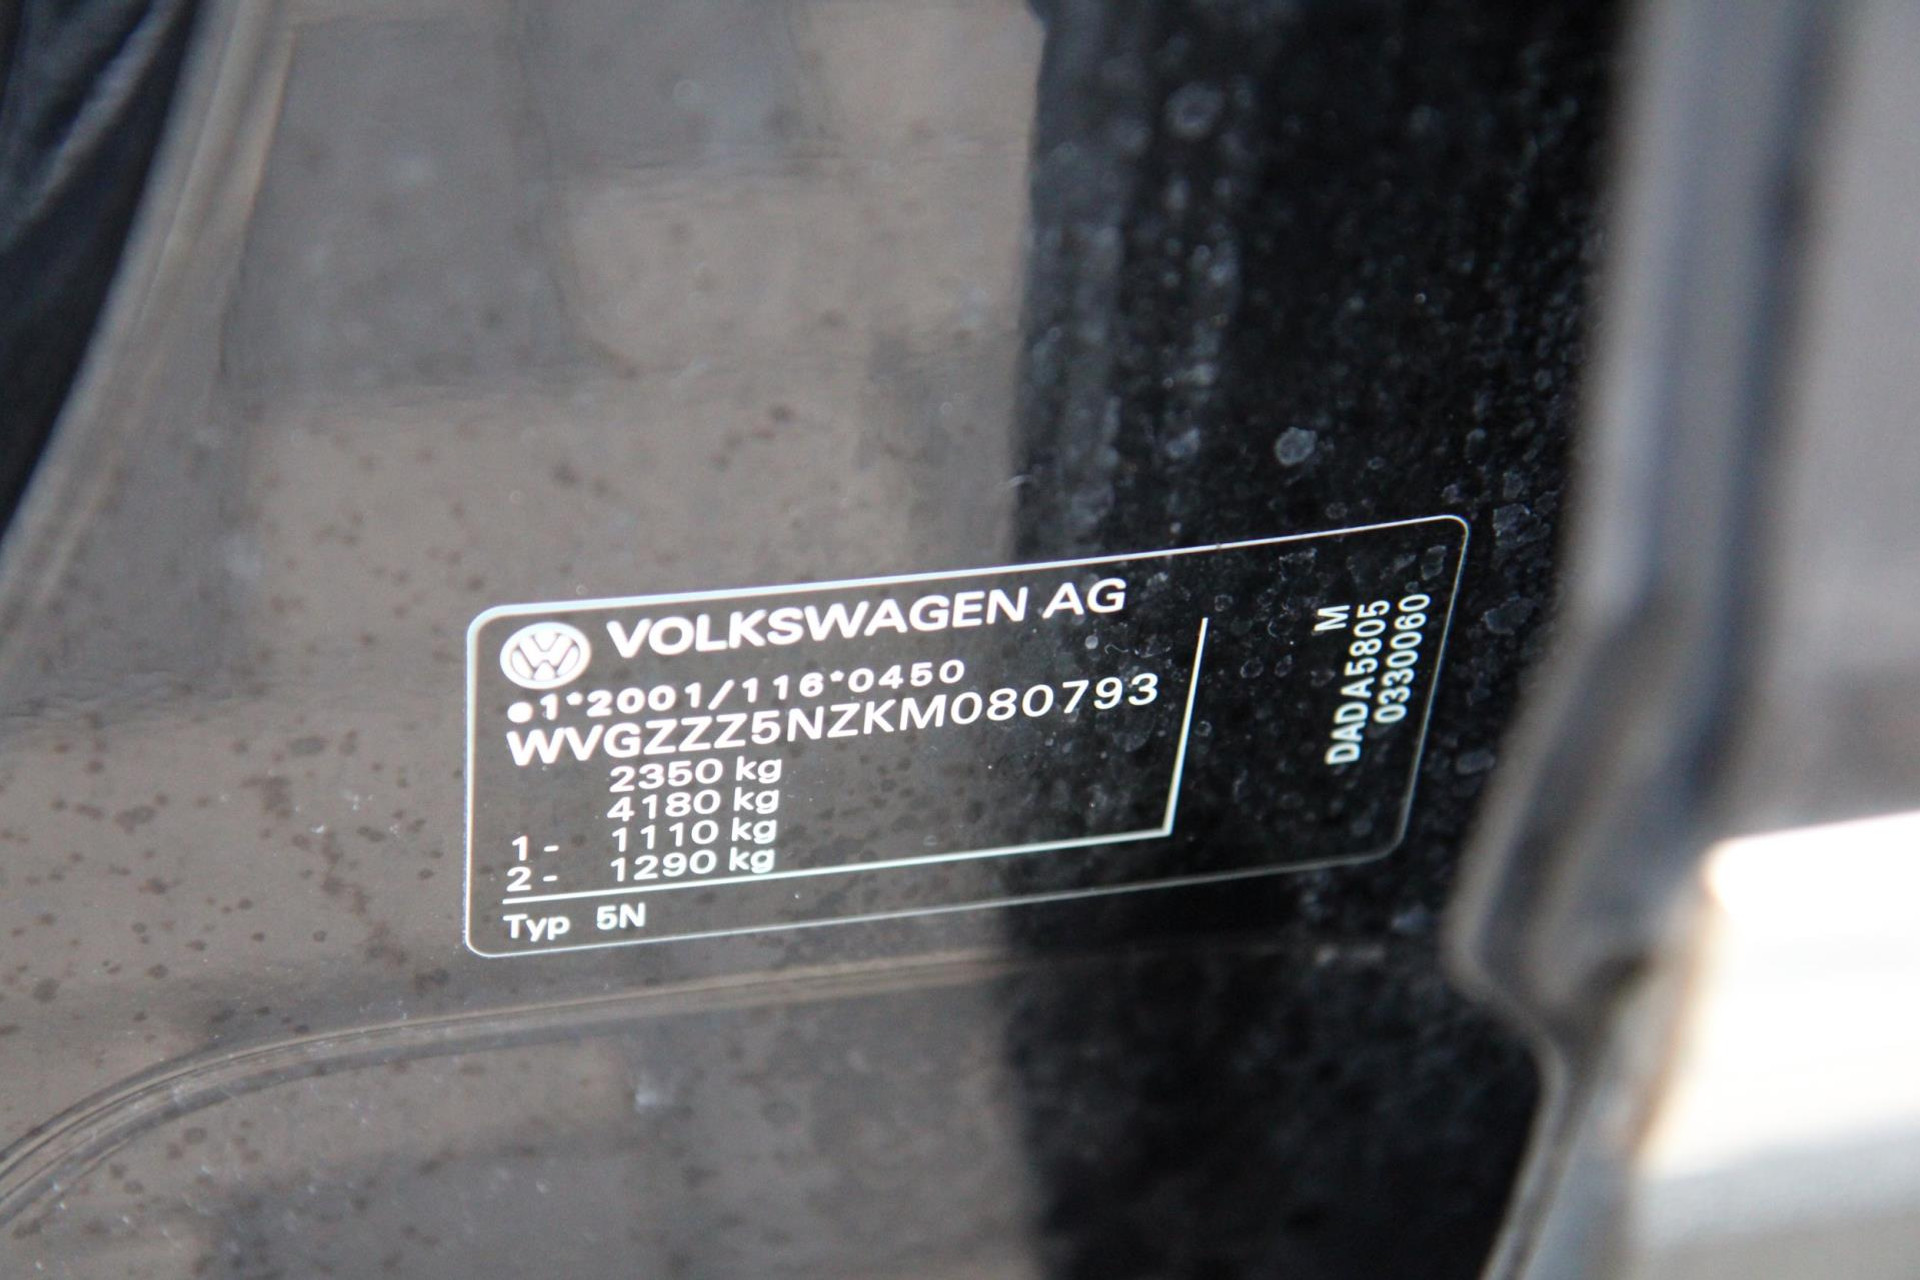 VOLKSWAGEN AG
●1*2001/116*0450
WVGZZZ5NZKM080793
2350 kg
4180 kg
1 - 1110 kg
2 - 1290 kg
Typ 5N
M
DADA5805
0330060